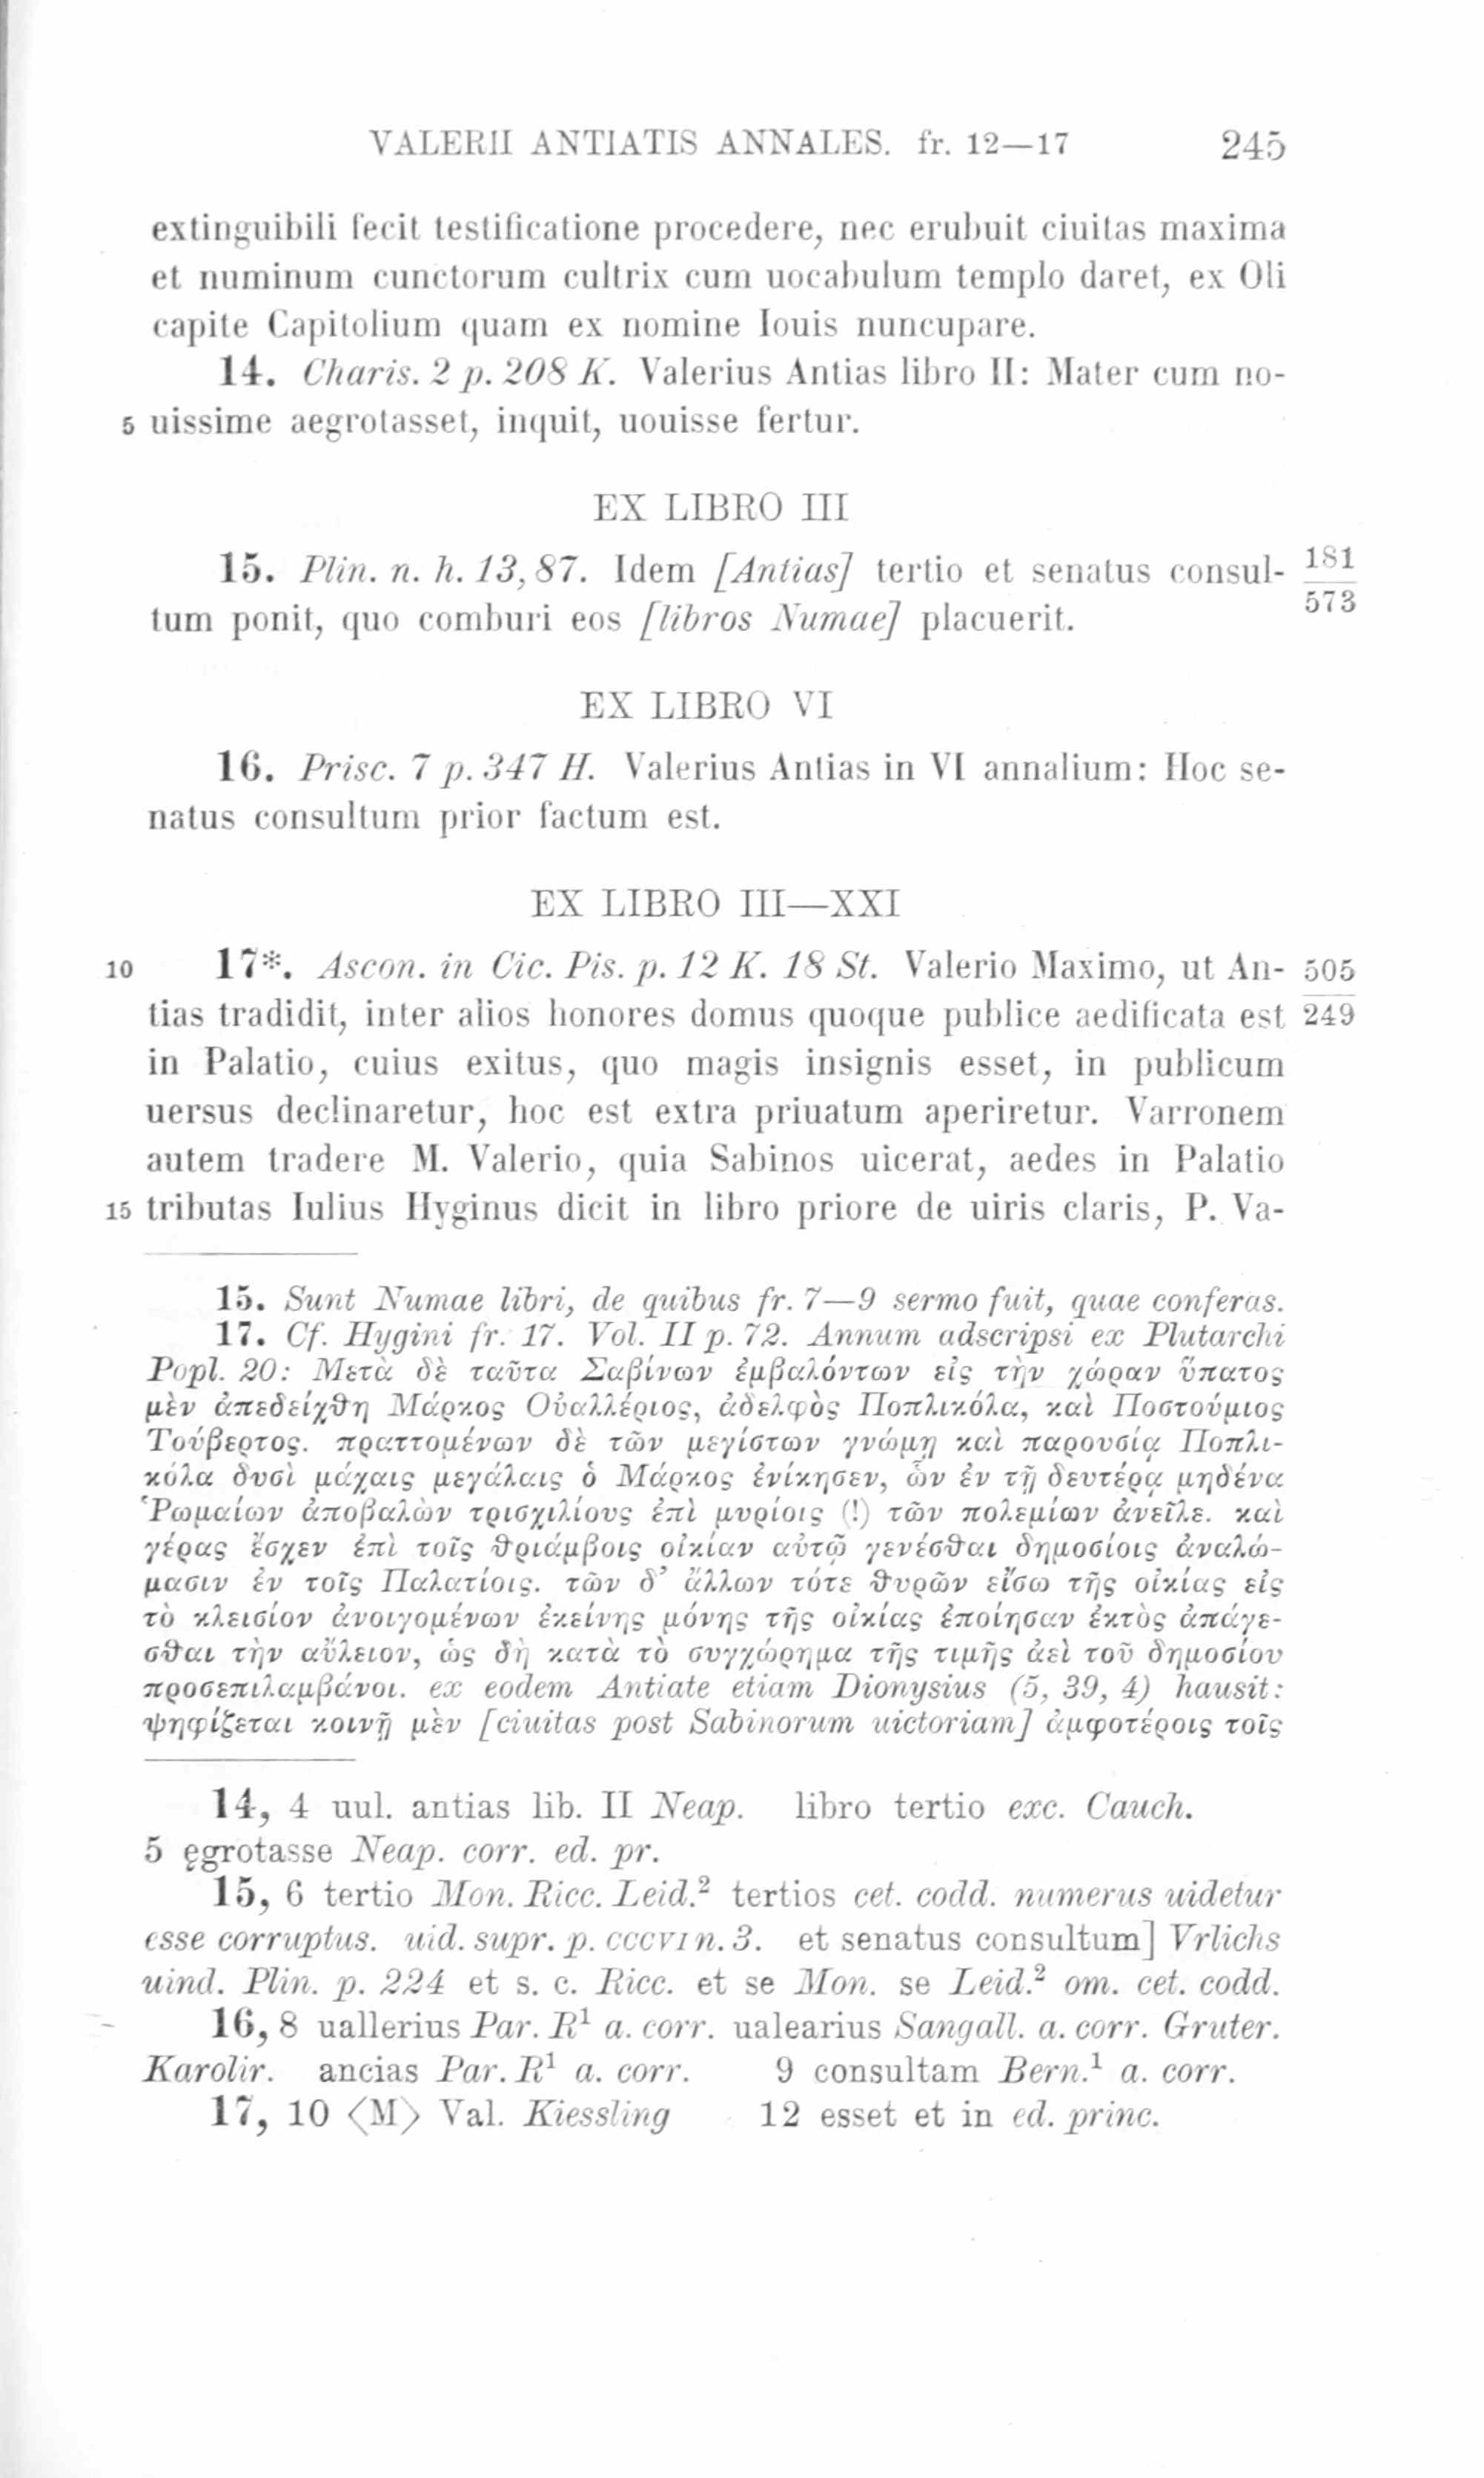 VALERII ANTIATIS ANNALES. fr. 12—17 245
extinguibili fecit testificatione procedere, nec erubuit ciuitas maxima
et numinum cunctorum cultrix cum uocabulum templo daret, ex Oli
capite Capitolium quam ex nomine Iouis nuncupare.
14. Charis. 2 p. 208 K. Valerius Antias libro II: Mater cum no-
5 uissime aegrotasset, inquit, uouisse fertur.
EX LIBRO III
15. Plin. n. h. 13, 87. Idem [Antias] tertio et senatus consul- 181
tum ponit, quo comburi eos [libros Numae] placuerit. 573
EX LIBRO VI
16. Prisc. 7 p. 347 H. Valerius Antias in VI annalium: Hoc se-
natus consultum prior factum est.
EX LIBRO III—XXI
10 17*. Ascon. in Cic. Pis. p. 12 K. 18 St. Valerio Maximo, ut An- 505
tias tradidit, inter alios honores domus quoque publice aedificata est 249
in Palatio, cuius exitus, quo magis insignis esset, in publicum
uersus declinaretur, hoc est extra priuatum aperiretur. Varronem
autem tradere M. Valerio, quia Sabinos uicerat, aedes in Palatio
15 tributas Iulius Hyginus dicit in libro priore de uiris claris, P. Va-
15. Sunt Numae libri, de quibus fr. 7—9 sermo fuit, quae conferas.
17. Cf. Hygini fr. 17. Vol. II p. 72. Annum adscripsi ex Plutarchi
Popl. 20: Μετὰ δὲ ταῦτα Σαβίνων ἐμβαλόντων εἰς τὴν χώραν ὕπατος
μὲν ἀπεδείχϑη Μάρκος Οὐαλλέριος, ἀδελφὸς Ποπλικόλα, καὶ Ποστούμιος
Τούβερτος. πραττομένων δὲ τῶν μεγίστων γνώμῃ καὶ παρουσίᾳ Ποπλι-
κόλα δυσὶ μάχαις μεγάλαις ὁ Μάρκος ἐνίκησεν, ὧν ἐν τῇ δευτέρᾳ μηδένα
Ῥωμαίων ἀποβαλὼν τρισχιλίους ἐπὶ μυρίοις (!) τῶν πολεμίων ἀνεῖλε. καὶ
γέρας ἔσχεν ἐπὶ τοῖς ϑριάμβοις οἰκίαν αὐτῷ γενέσϑαι δημοσίοις ἀναλώ-
μασιν ἐν τοῖς Παλατίοις. τῶν δ’ ἄλλων τότε ϑυρῶν εἴσω τῆς οἰκίας εἰς
τὸ κλεισίον ἀνοιγομένων ἐκείνης μόνης τῆς οἰκίας ἐποίησαν ἐκτὸς ἀπάγε-
σϑαι τὴν αὔλειον, ὡς δὴ κατὰ τὸ συγχώρημα τῆς τιμῆς ἀεὶ τοῦ δημοσίου
προσεπιλαμβάνοι. ex eodem Antiate etiam Dionysius (5, 39, 4) hausit:
ψηφίζεται κοινῇ μὲν [ciuitas post Sabinorum uictoriam] ἀμφοτέροις τοῖς
14, 4 uul. antias lib. II Neap. libro tertio exc. Cauch.
5 ęgrotasse Neap. corr. ed. pr.
15, 6 tertio Mon. Ricc. Leid.² tertios cet. codd. numerus uidetur
esse corruptus. uid. supr. p. CCCVI n. 3. et senatus consultum] Vrlichs
uind. Plin. p. 224 et s. c. Ricc. et se Mon. se Leid.² om. cet. codd.
16, 8 uallerius Par. R¹ a. corr. ualearius Sangall. a. corr. Gruter.
Karolir. ancias Par. R¹ a. corr. 9 consultam Bern.¹ a. corr.
17, 10 ⟨M⟩ Val. Kiessling 12 esset et in ed. princ.